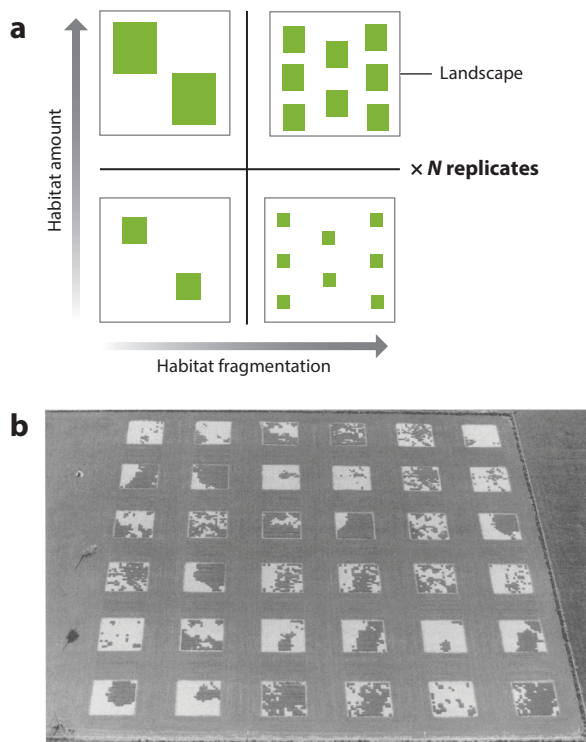 a
Habitat amount
Landscape
× N replicates
Habitat fragmentation
b